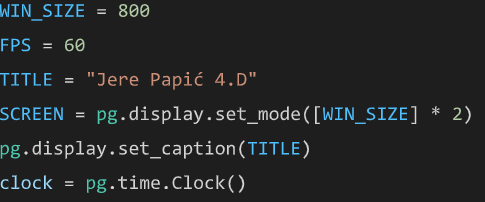 WIN_SIZE = 800
FPS = 60
TITLE = "Jere Papić 4.D"
SCREEN = pg.display.set_mode([WIN_SIZE] * 2)
pg.display.set_caption(TITLE)
clock = pg.time.Clock()